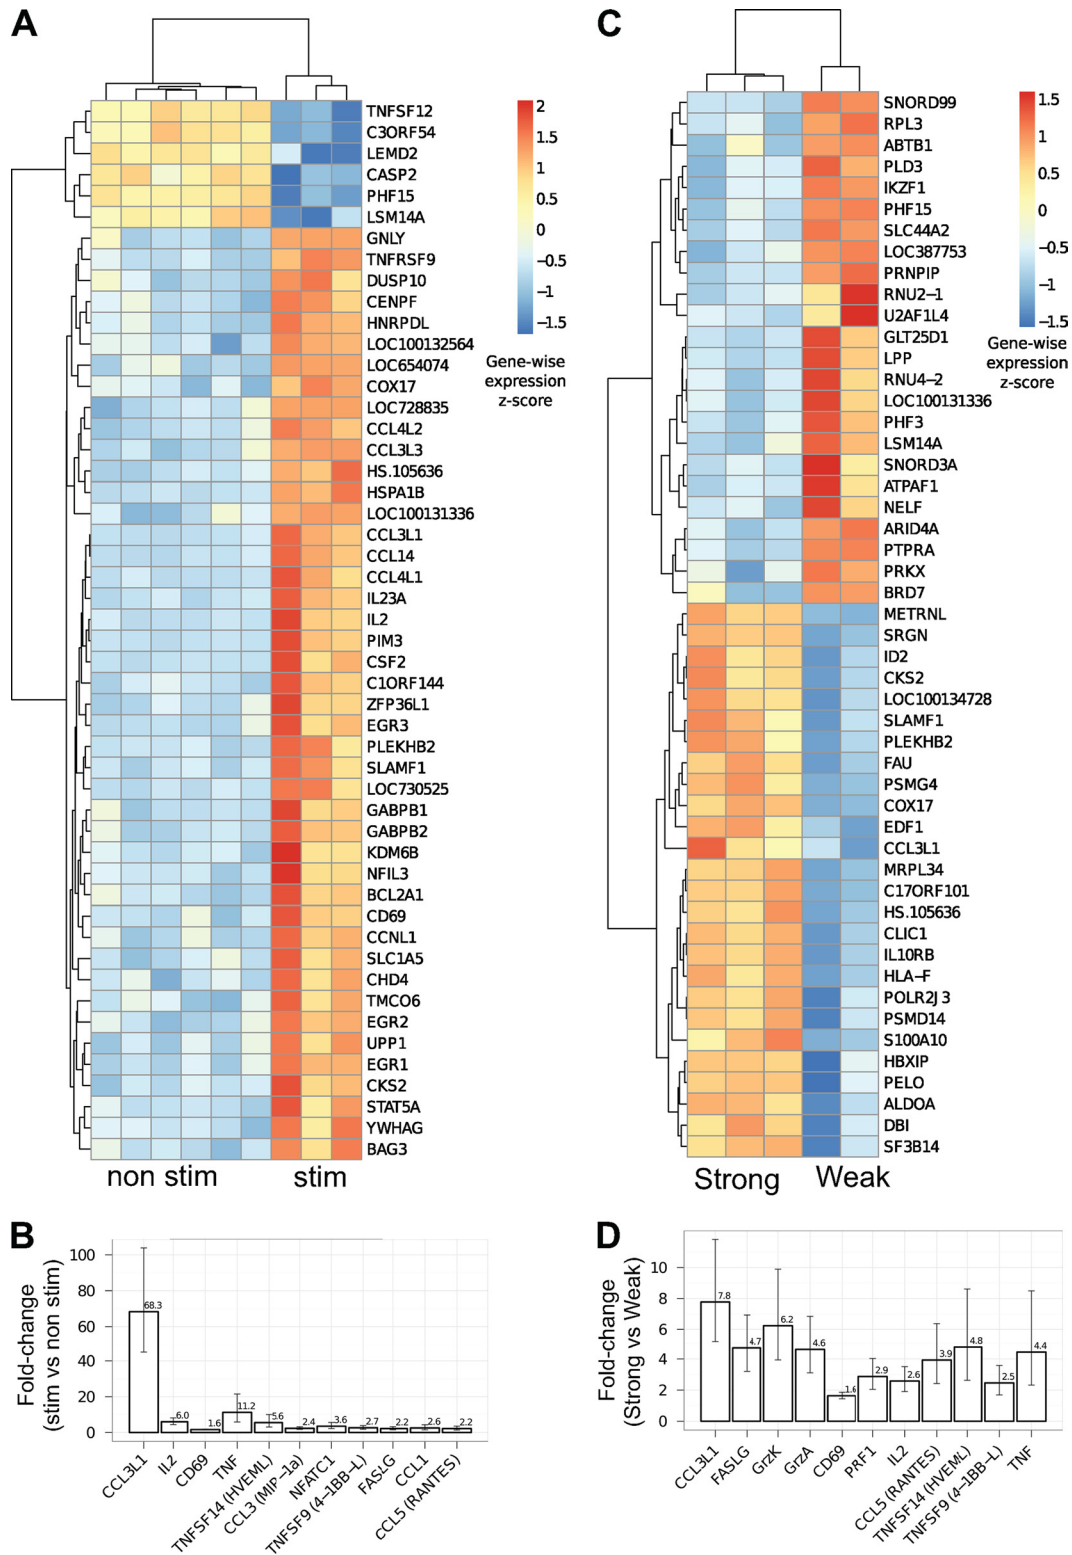 A
TNFSF12
C3ORF54
LEMD2
CASP2
PHF15
LSM14A
GNLY
TNFRSF9
DUSP10
CENPF
HNRPDL
LOC100132564
LOC654074
COX17
LOC728835
CCL4L2
CCL3L3
HS.105636
HSPA1B
LOC100131336
CCL3L1
CCL14
CCL4L1
IL23A
IL2
PIM3
CSF2
C1ORF144
ZFP36L1
EGR3
PLEKHB2
SLAMF1
LOC730525
GABPB1
GABPB2
KDM6B
NFIL3
BCL2A1
CD69
CCNL1
SLC1A5
CHD4
TMCO6
EGR2
UPP1
EGR1
CKS2
STAT5A
YWHAG
BAG3
2
1.5
1
0.5
0
−0.5
−1
−1.5
Gene-wise
expression
z-score
non stim
stim
C
SNORD99
RPL3
ABTB1
PLD3
IKZF1
PHF15
SLC44A2
LOC387753
PRNPIP
RNU2−1
U2AF1L4
GLT25D1
LPP
RNU4−2
LOC100131336
PHF3
LSM14A
SNORD3A
ATPAF1
NELF
ARID4A
PTPRA
PRKX
BRD7
METRNL
SRGN
ID2
CKS2
LOC100134728
SLAMF1
PLEKHB2
FAU
PSMG4
COX17
EDF1
CCL3L1
MRPL34
C17ORF101
HS.105636
CLIC1
IL10RB
HLA−F
POLR2J3
PSMD14
S100A10
HBXIP
PELO
ALDOA
DBI
SF3B14
1.5
1
0.5
0
−0.5
−1
−1.5
Gene-wise
expression
z-score
Strong
Weak
B
Fold-change
(stim vs non stim)
100
80
60
40
20
0
68.3
6.0
1.6
11.2
5.6
2.4
3.6
2.7
2.2
2.6
2.2
CCL3L1
IL2
CD69
TNF
TNFSF14 (HVEML)
CCL3 (MIP−1a)
NFATC1
TNFSF9 (4−1BB−L)
FASLG
CCL1
CCL5 (RANTES)
D
Fold-change
(Strong vs Weak)
10
8
6
4
2
0
7.8
4.7
6.2
4.6
1.6
2.9
2.6
3.9
4.8
2.5
4.4
CCL3L1
FASLG
GrzK
GrzA
CD69
PRF1
IL2
CCL5 (RANTES)
TNFSF14 (HVEML)
TNFSF9 (4−1BB−L)
TNF